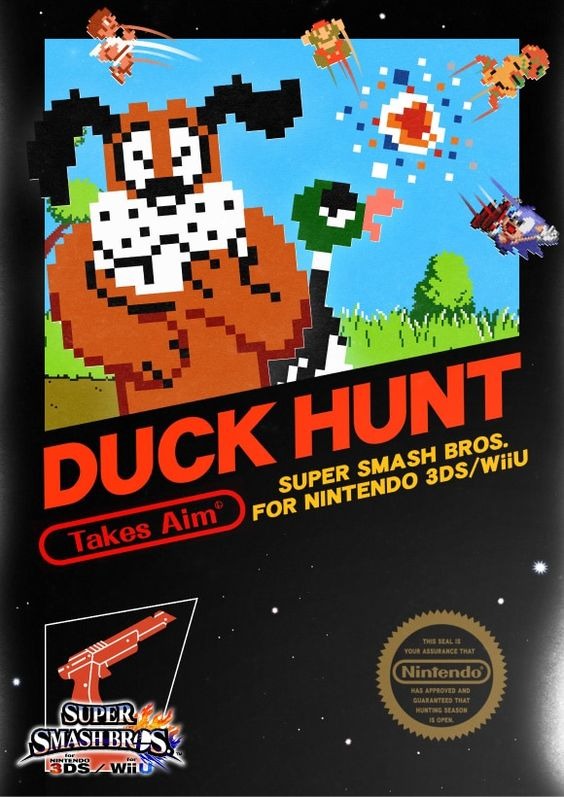 DUCK HUNT
SUPER SMASH BROS.
FOR NINTENDO 3DS/WiiU
Takes Aim
THIS SEAL IS
YOUR ASSURANCE THAT
Nintendo®
HAS APPROVED AND
GUARANTEED THAT
HUNTING SEASON
IS OPEN.
SUPER
SMASH BROS.™
for NINTENDO 3DS / for WiiU